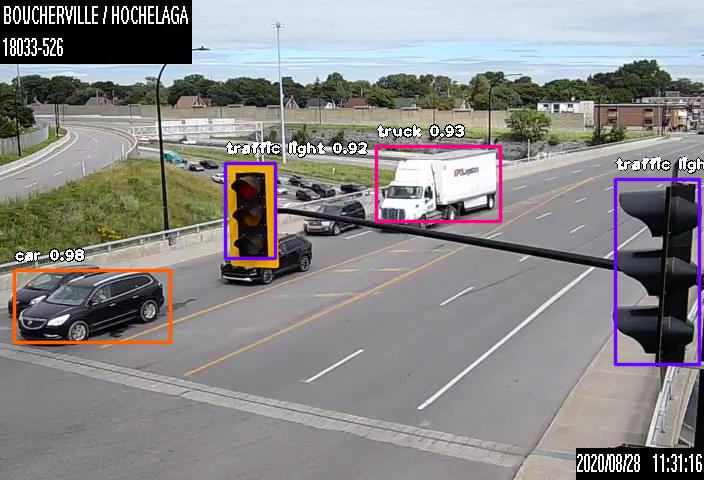 BOUCHERVILLE / HOCHELAGA
18033-526
truck 0.93
traffic light 0.92
traffic ligh
car 0.98
2020/08/28 11:31:16